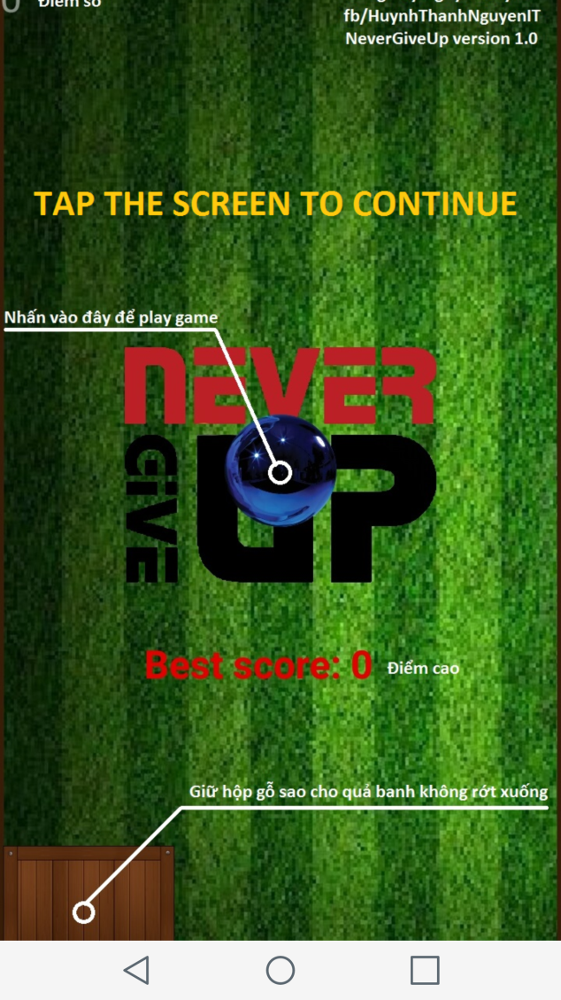 0 Điểm số
fb/HuynhThanhNguyenIT
NeverGiveUp version 1.0
TAP THE SCREEN TO CONTINUE
Nhấn vào đây để play game
NEVER
GIVE UP
Best score: 0 Điểm cao
Giữ hộp gỗ sao cho quả banh không rớt xuống